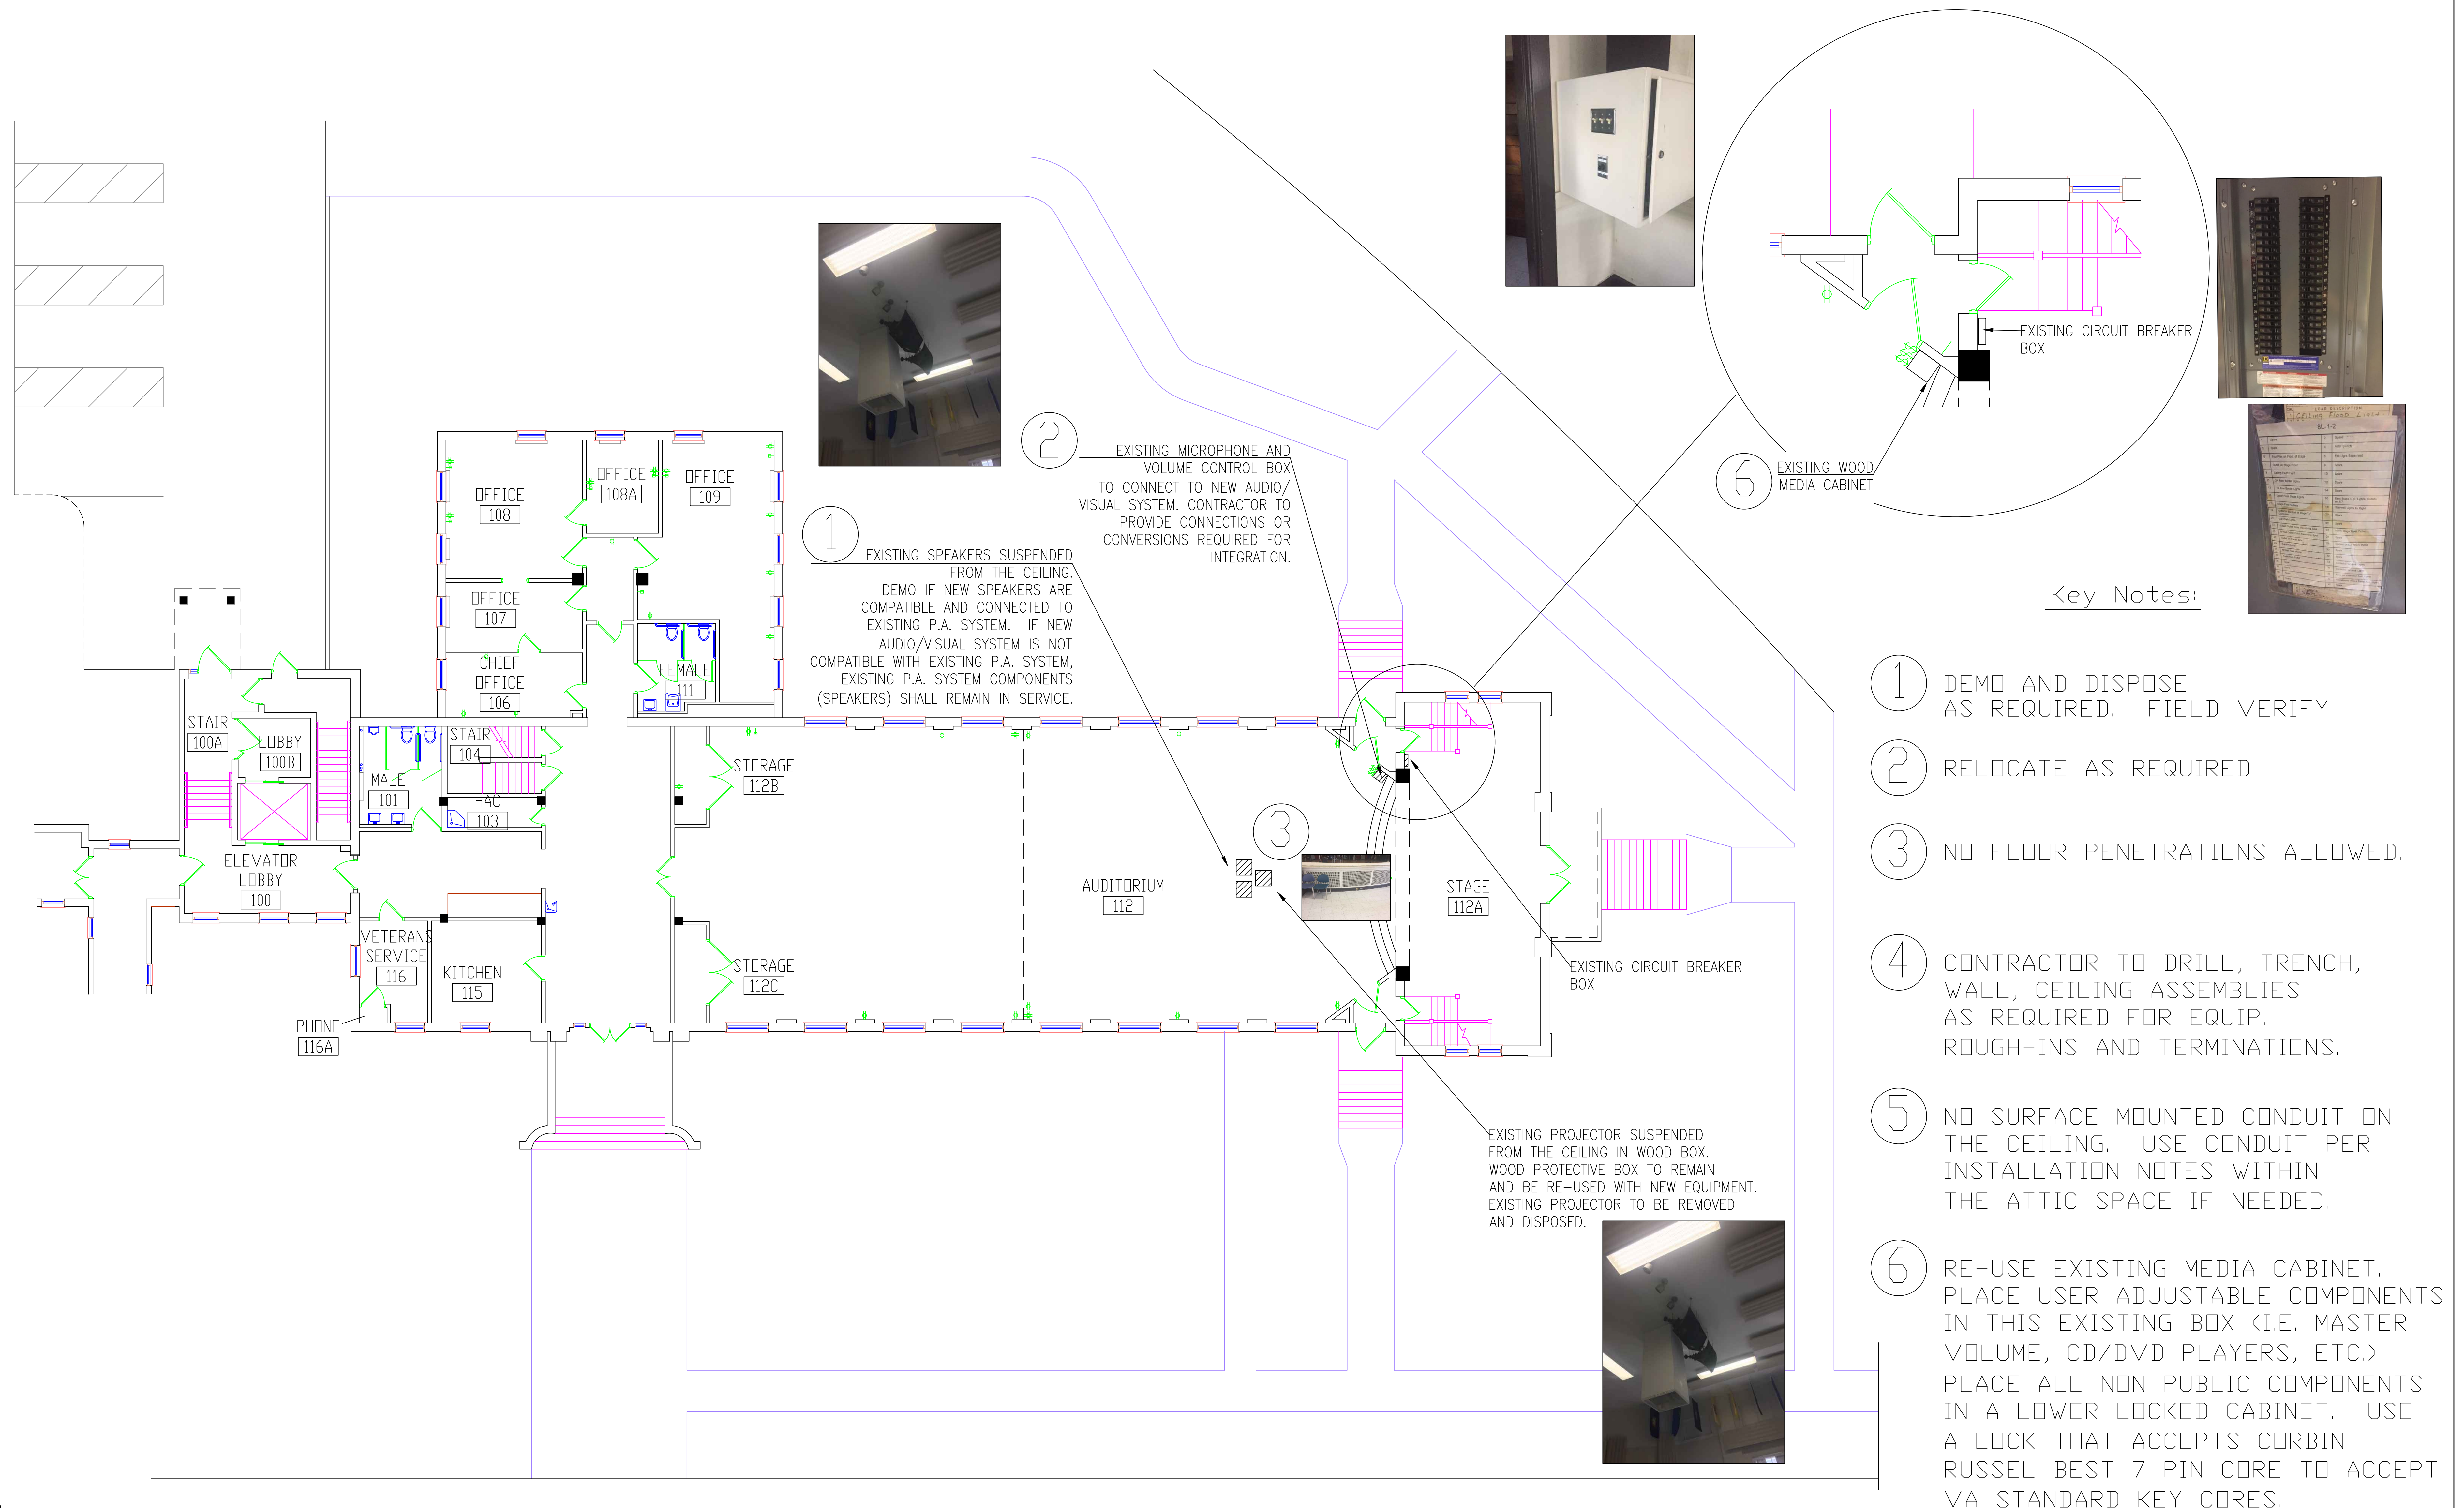 OFFICE
108
OFFICE
108A
OFFICE
109
OFFICE
107
CHIEF
OFFICE
106
FEMALE
111
STAIR
100A
LOBBY
100B
MALE
101
STAIR
104
HAC
103
ELEVATOR
LOBBY
100
VETERANS
SERVICE
116
KITCHEN
115
PHONE
116A
STORAGE
112B
STORAGE
112C
AUDITORIUM
112
STAGE
112A
1
EXISTING SPEAKERS SUSPENDED
FROM THE CEILING.
DEMO IF NEW SPEAKERS ARE
COMPATIBLE AND CONNECTED TO
EXISTING P.A. SYSTEM. IF NEW
AUDIO/VISUAL SYSTEM IS NOT
COMPATIBLE WITH EXISTING P.A. SYSTEM,
EXISTING P.A. SYSTEM COMPONENTS
(SPEAKERS) SHALL REMAIN IN SERVICE.
2
EXISTING MICROPHONE AND
VOLUME CONTROL BOX
TO CONNECT TO NEW AUDIO/
VISUAL SYSTEM. CONTRACTOR TO
PROVIDE CONNECTIONS OR
CONVERSIONS REQUIRED FOR
INTEGRATION.
3
EXISTING CIRCUIT BREAKER
BOX
EXISTING PROJECTOR SUSPENDED
FROM THE CEILING IN WOOD BOX.
WOOD PROTECTIVE BOX TO REMAIN
AND BE RE-USED WITH NEW EQUIPMENT.
EXISTING PROJECTOR TO BE REMOVED
AND DISPOSED.
EXISTING CIRCUIT BREAKER
BOX
6
EXISTING WOOD
MEDIA CABINET
LOAD DESCRIPTION
BL-1-2
Key Notes:
1
DEMO AND DISPOSE
AS REQUIRED. FIELD VERIFY
2
RELOCATE AS REQUIRED
3
NO FLOOR PENETRATIONS ALLOWED.
4
CONTRACTOR TO DRILL, TRENCH,
WALL, CEILING ASSEMBLIES
AS REQUIRED FOR EQUIP.
ROUGH-INS AND TERMINATIONS.
5
NO SURFACE MOUNTED CONDUIT ON
THE CEILING. USE CONDUIT PER
INSTALLATION NOTES WITHIN
THE ATTIC SPACE IF NEEDED.
6
RE-USE EXISTING MEDIA CABINET.
PLACE USER ADJUSTABLE COMPONENTS
IN THIS EXISTING BOX (I.E. MASTER
VOLUME, CD/DVD PLAYERS, ETC.)
PLACE ALL NON PUBLIC COMPONENTS
IN A LOWER LOCKED CABINET. USE
A LOCK THAT ACCEPTS CORBIN
RUSSEL BEST 7 PIN CORE TO ACCEPT
VA STANDARD KEY CORES.